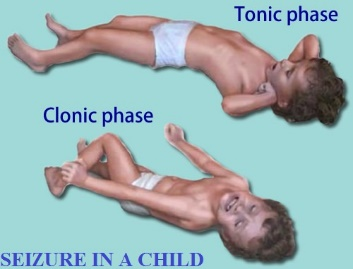 Tonic phase
Clonic phase
SEIZURE IN A CHILD